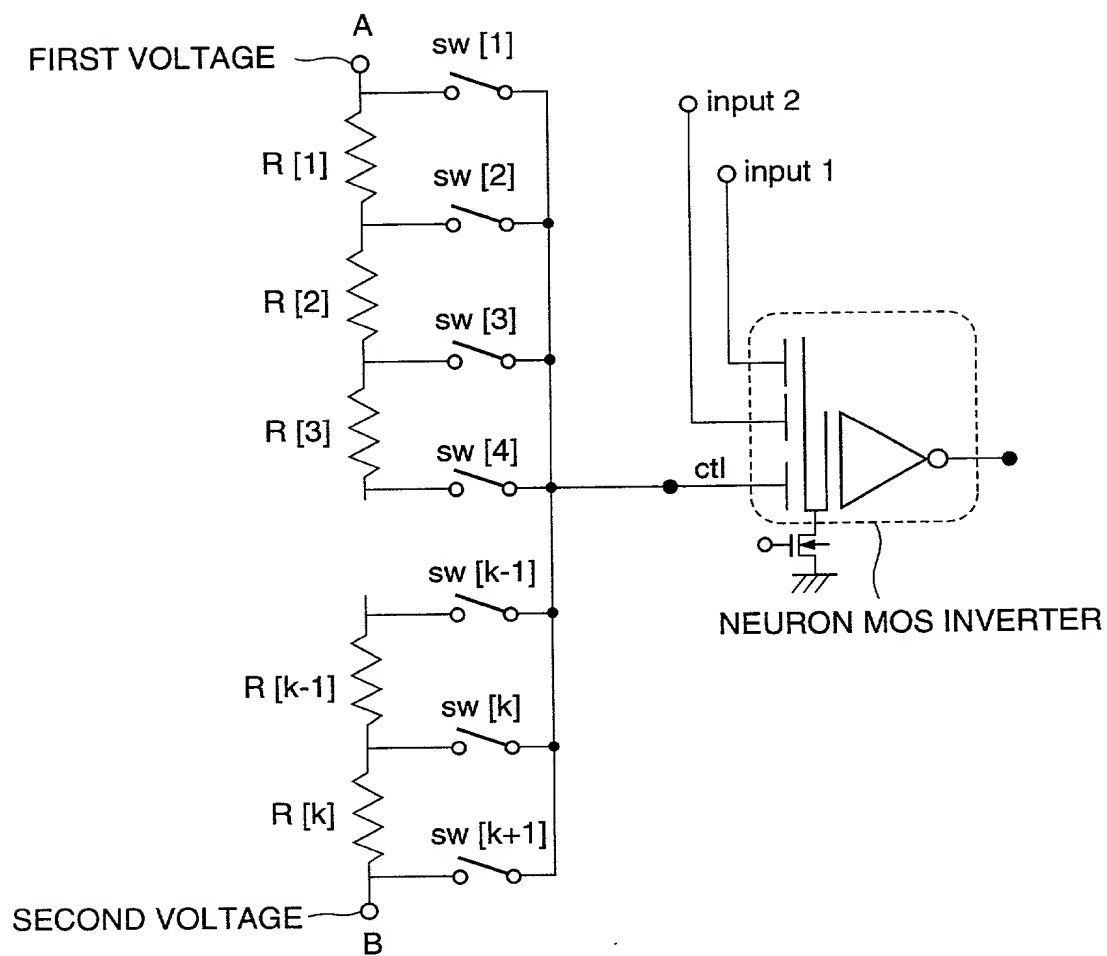 A
FIRST VOLTAGE
sw [1]
R [1]
sw [2]
R [2]
sw [3]
R [3]
sw [4]
sw [k-1]
R [k-1]
sw [k]
R [k]
sw [k+1]
SECOND VOLTAGE
B
input 2
input 1
ctl
NEURON MOS INVERTER